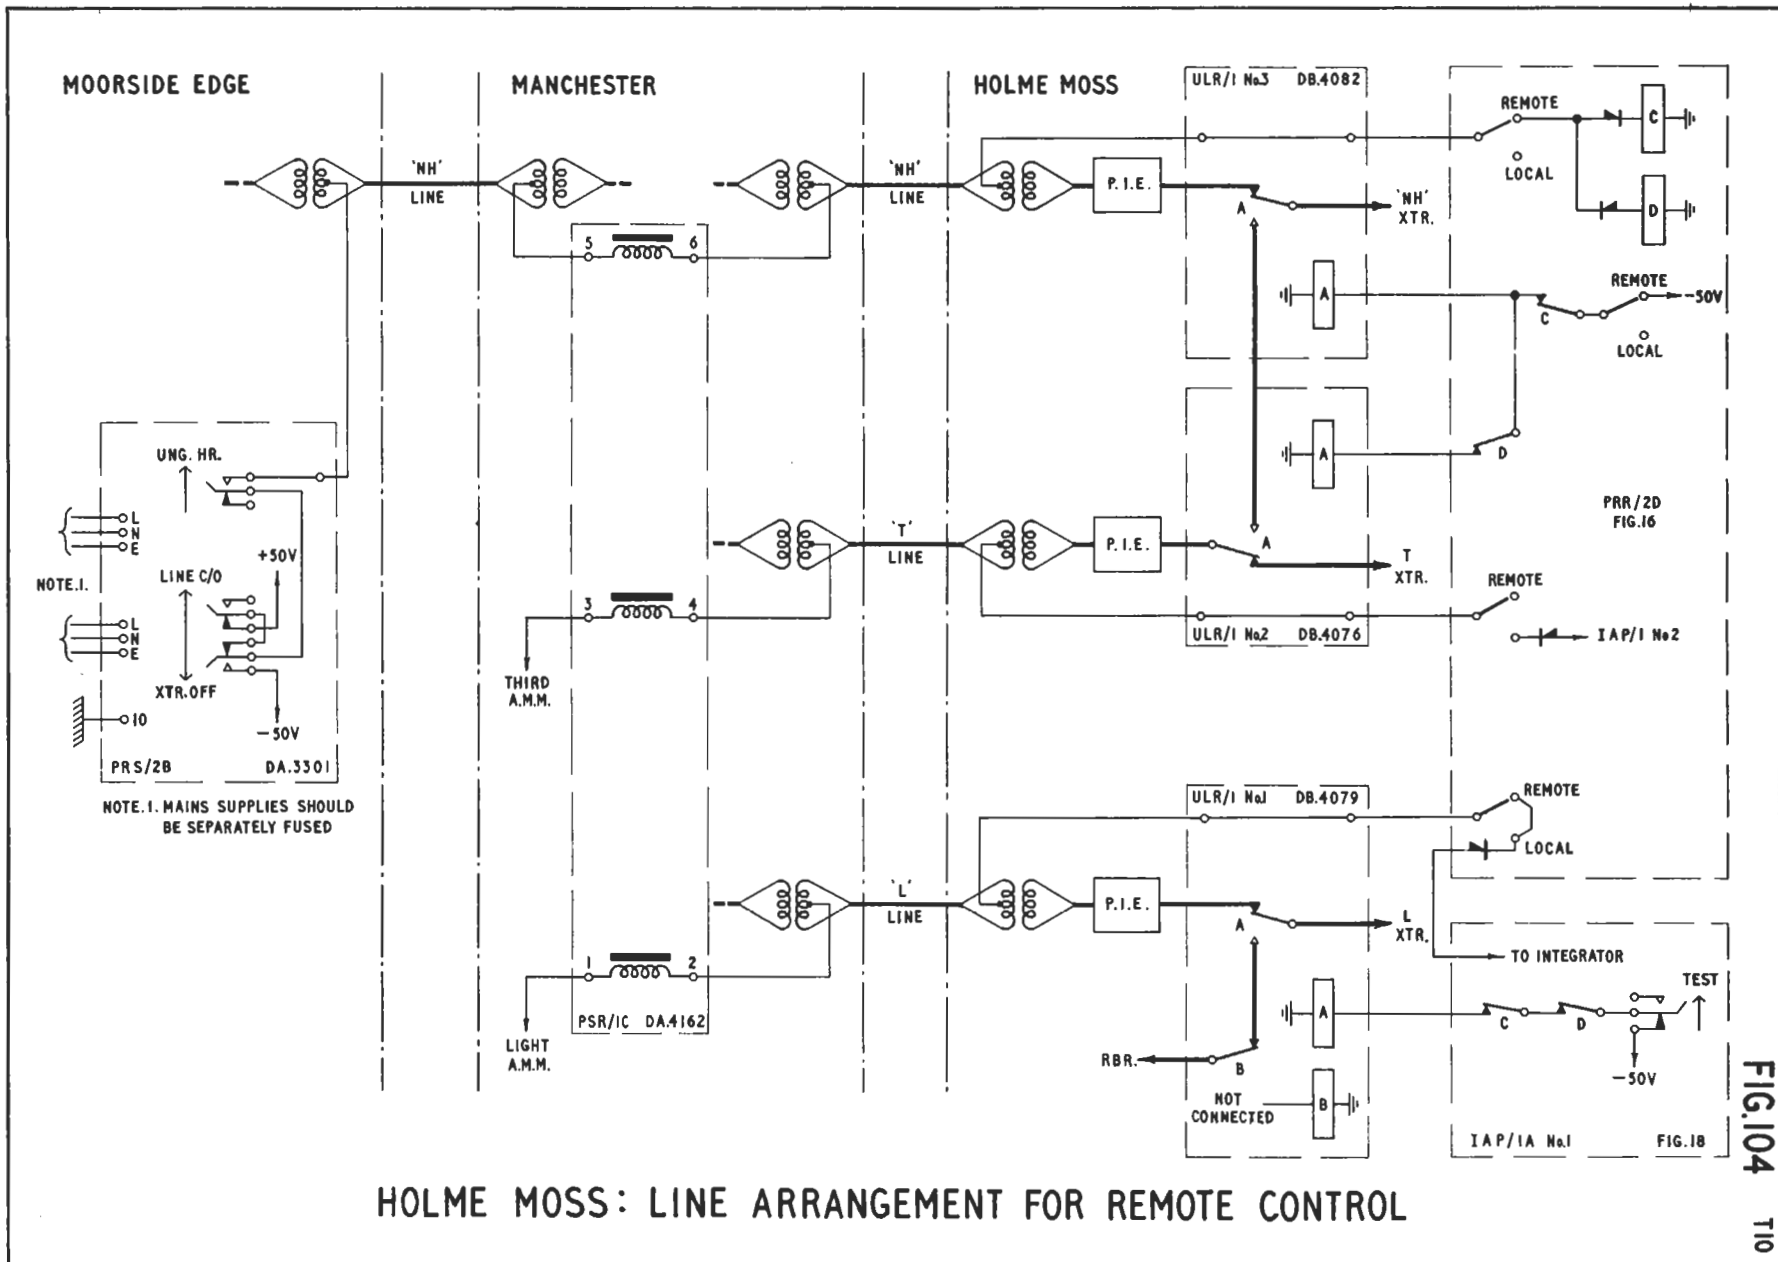 MOORSIDE EDGE
MANCHESTER
HOLME MOSS
'NH'
LINE
'NH'
LINE
P.I.E.
ULR/1 No.3 DB.4082
A
'NH'
XTR.
A
REMOTE
LOCAL
C
D
REMOTE
-50V
C
LOCAL
5
6
UNG. HR.
L
N
E
NOTE.1.
LINE C/O
+50V
L
N
E
XTR.OFF
-50V
10
PRS/2B DA.3301
NOTE.1. MAINS SUPPLIES SHOULD
BE SEPARATELY FUSED
A
D
PRR/2D
FIG.16
'T'
LINE
P.I.E.
A
T
XTR.
3
4
THIRD
A.M.M.
ULR/1 No.2 DB.4076
REMOTE
IAP/1 No2
ULR/1 No.1 DB.4079
REMOTE
LOCAL
'L'
LINE
P.I.E.
A
L
XTR.
TO INTEGRATOR
1
2
PSR/1C DA.4162
LIGHT
A.M.M.
A
C
D
TEST
-50V
RBR.
B
NOT
CONNECTED
B
IAP/1A No.1 FIG.18
HOLME MOSS: LINE ARRANGEMENT FOR REMOTE CONTROL
FIG.104
T10